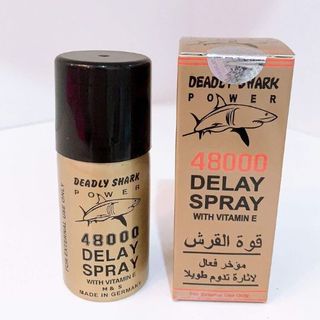 DEADLY SHARK
POWER
48000
DELAY
SPRAY
WITH VITAMIN E
M & S
MADE IN GERMANY
FOR EXTERNAL USE ONLY
DEADLY SHARK
POWER
48000
DELAY
SPRAY
WITH VITAMIN E
قوة القرش
مؤخر فعال
لاثارة تدوم طويلا
For External Use Only